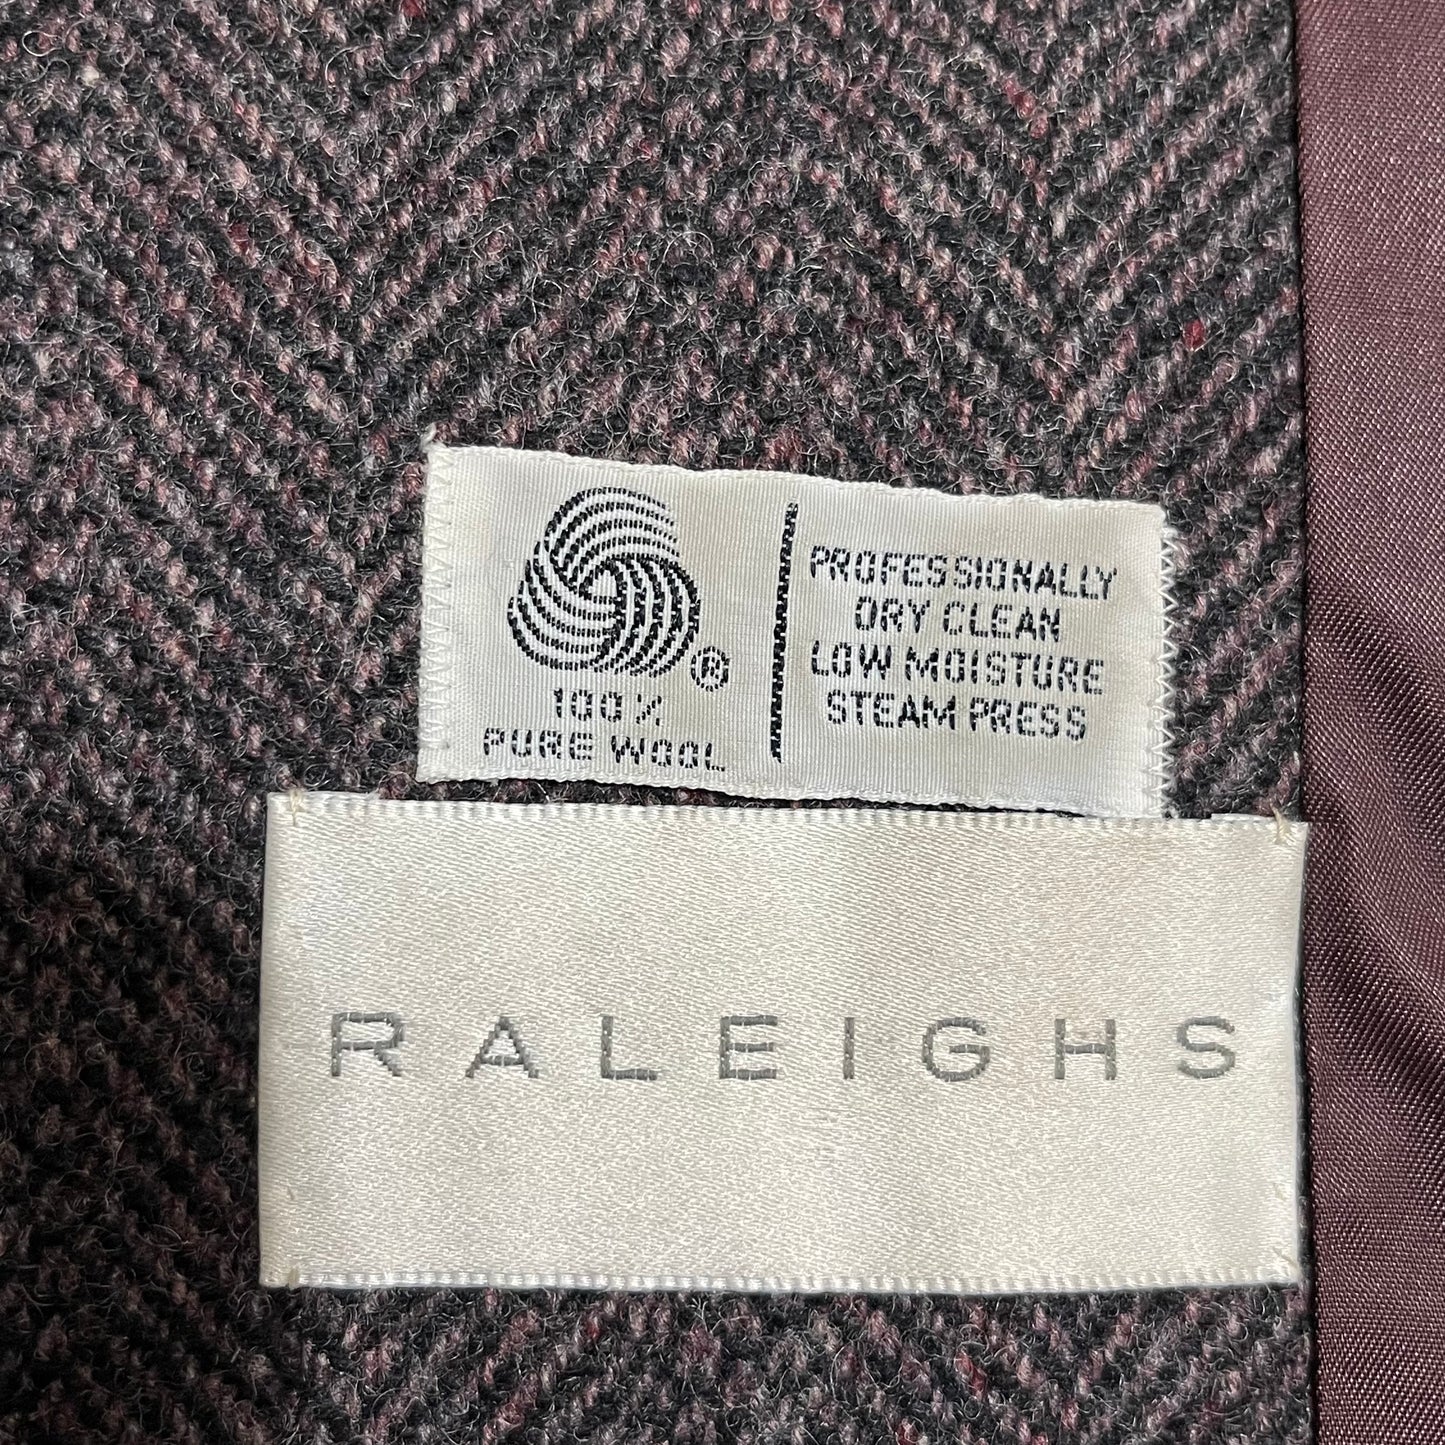 ®
100%
PURE WOOL
PROFESSIONALLY
DRY CLEAN
LOW MOISTURE
STEAM PRESS
RALEIGHS